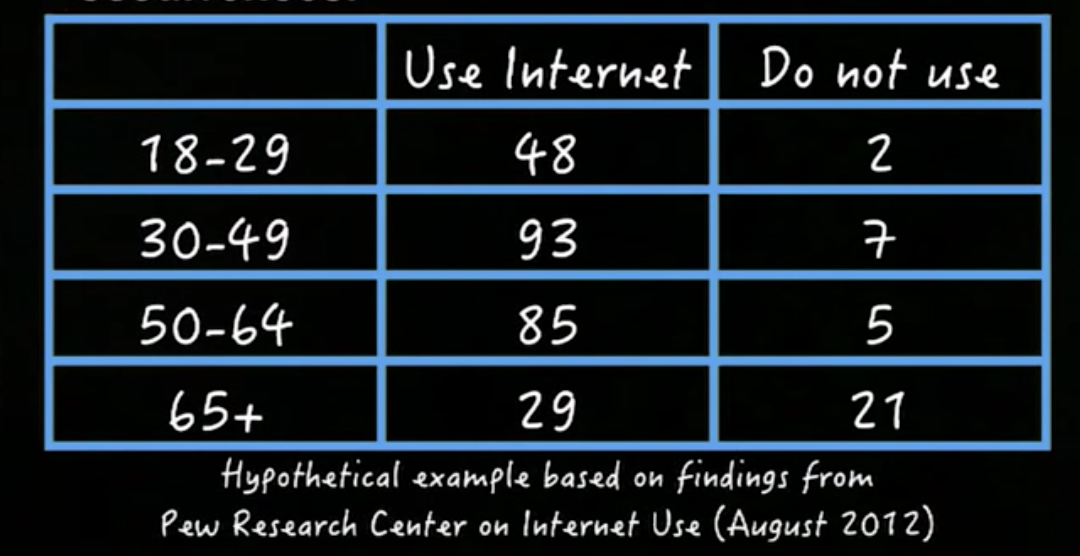 Use Internet Do not use
18-29 48 2
30-49 93 7
50-64 85 5
65+ 29 21
Hypothetical example based on findings from
Pew Research Center on Internet Use (August 2012)